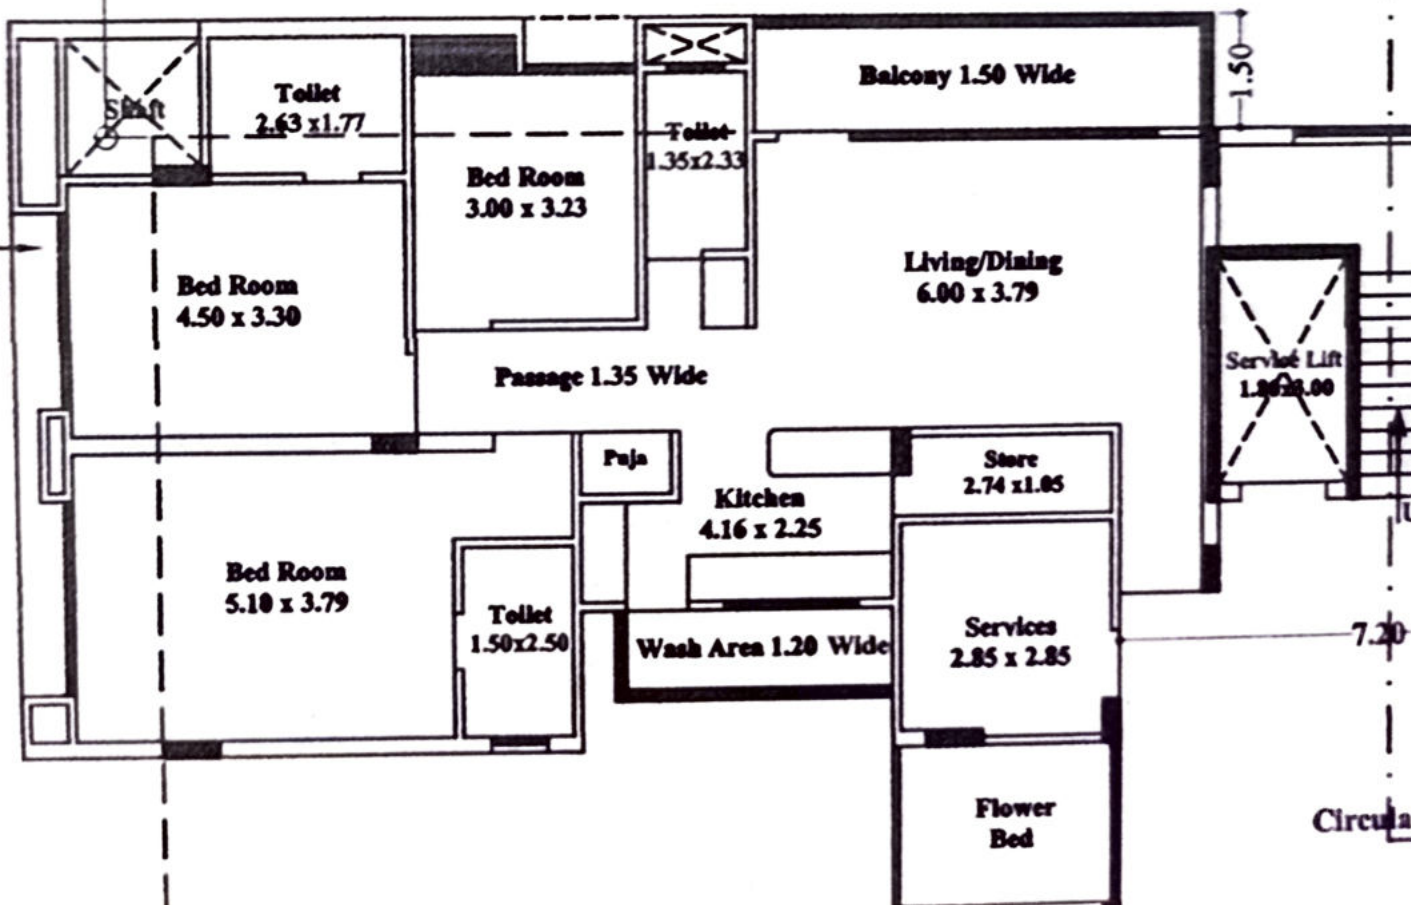 Balcony 1.50 Wide
1.50
Toilet
2.63 x1.77
Shaft
Toilet
1.35x2.33
Bed Room
3.00 x 3.23
Living/Dining
6.00 x 3.79
Bed Room
4.50 x 3.30
Passage 1.35 Wide
Service Lift
Puja
Store
2.74 x1.05
Kitchen
4.16 x 2.25
Bed Room
5.10 x 3.79
Toilet
1.50x2.50
Wash Area 1.20 Wide
Services
2.85 x 2.85
7.20
Flower
Bed